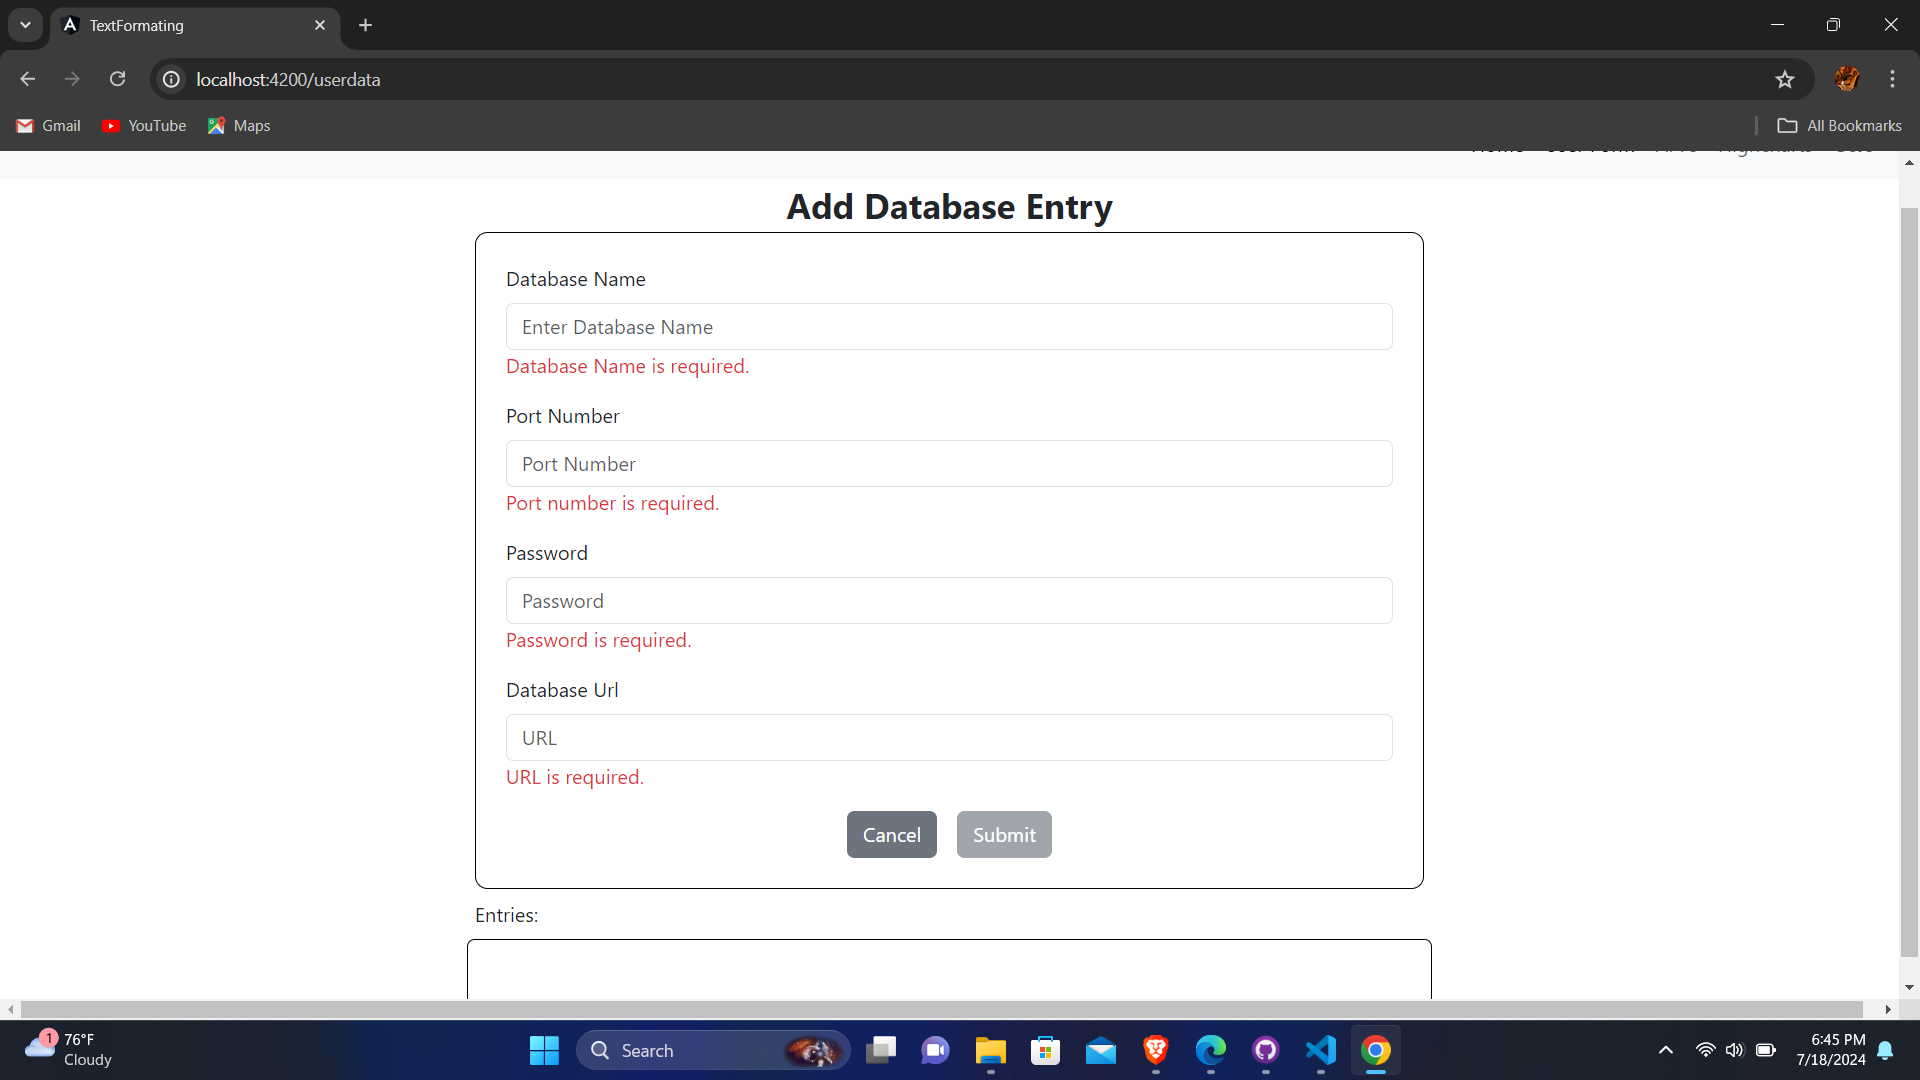 TextFormating
localhost:4200/userdata
Gmail
YouTube
Maps
All Bookmarks
Add Database Entry
Database Name
Enter Database Name
Database Name is required.
Port Number
Port Number
Port number is required.
Password
Password
Password is required.
Database Url
URL
URL is required.
Cancel
Submit
Entries:
1
76°F
Cloudy
Search
6:45 PM
7/18/2024